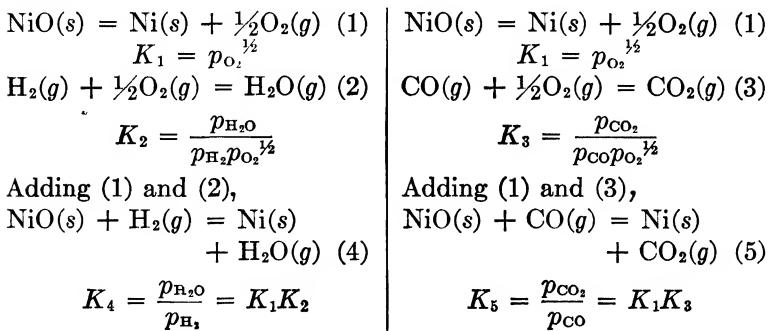 NiO(s) = Ni(s) + ½O₂(g) (1)
K₁ = p_O₂^½
H₂(g) + ½O₂(g) = H₂O(g) (2)
K₂ = p_H₂O / p_H₂ p_O₂^½
Adding (1) and (2),
NiO(s) + H₂(g) = Ni(s)
+ H₂O(g) (4)
K₄ = p_H₂O / p_H₂ = K₁K₂
NiO(s) = Ni(s) + ½O₂(g) (1)
K₁ = p_O₂^½
CO(g) + ½O₂(g) = CO₂(g) (3)
K₃ = p_CO₂ / p_CO p_O₂^½
Adding (1) and (3),
NiO(s) + CO(g) = Ni(s)
+ CO₂(g) (5)
K₅ = p_CO₂ / p_CO = K₁K₃